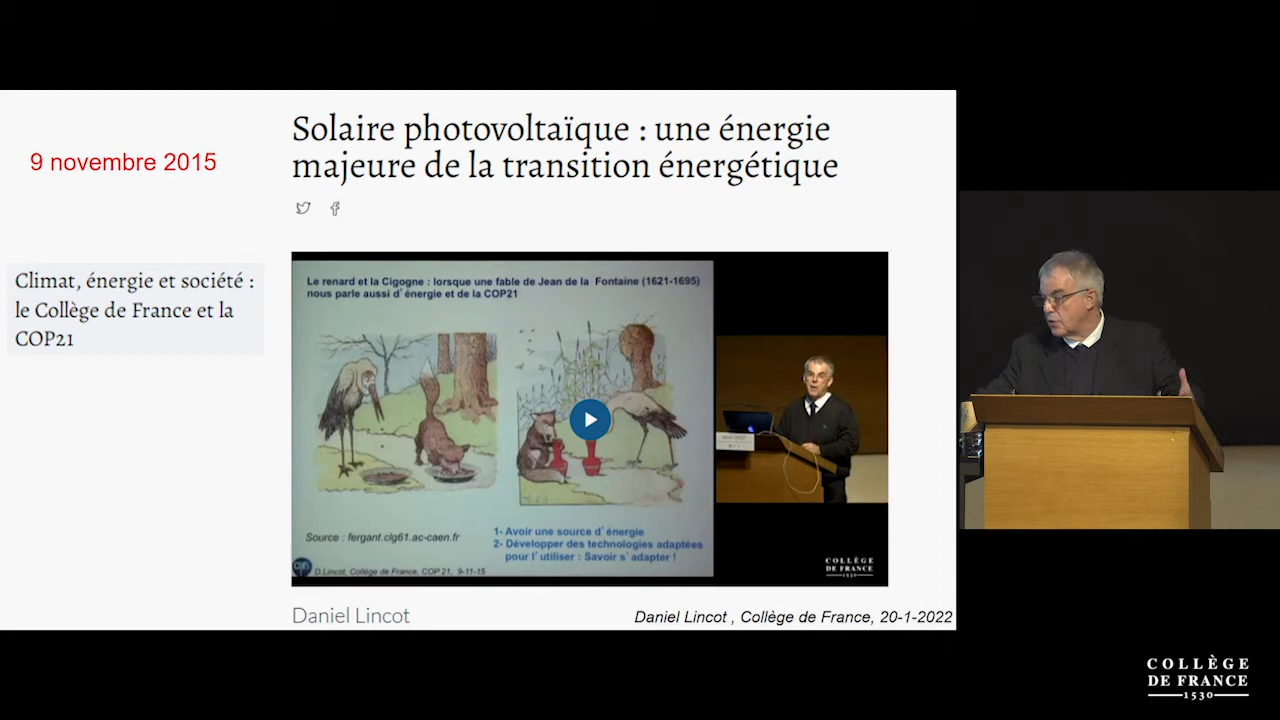 9 novembre 2015
Solaire photovoltaïque : une énergie
majeure de la transition énergétique
Climat, énergie et société :
le Collège de France et la
COP21
Le renard et la Cigogne : lorsque une fable de Jean de la Fontaine (1621-1695)
nous parle aussi d´énergie et de la COP21
Source : fergant.clg61.ac-caen.fr
1- Avoir une source d´énergie
2- Développer des technologies adaptées
pour l´utiliser : Savoir s´adapter !
D.Lincot, Collège de France, COP 21, 9-11-15
COLLÈGE
DE FRANCE
1530
Daniel Lincot
Daniel Lincot , Collège de France, 20-1-2022
COLLÈGE
DE FRANCE
1530